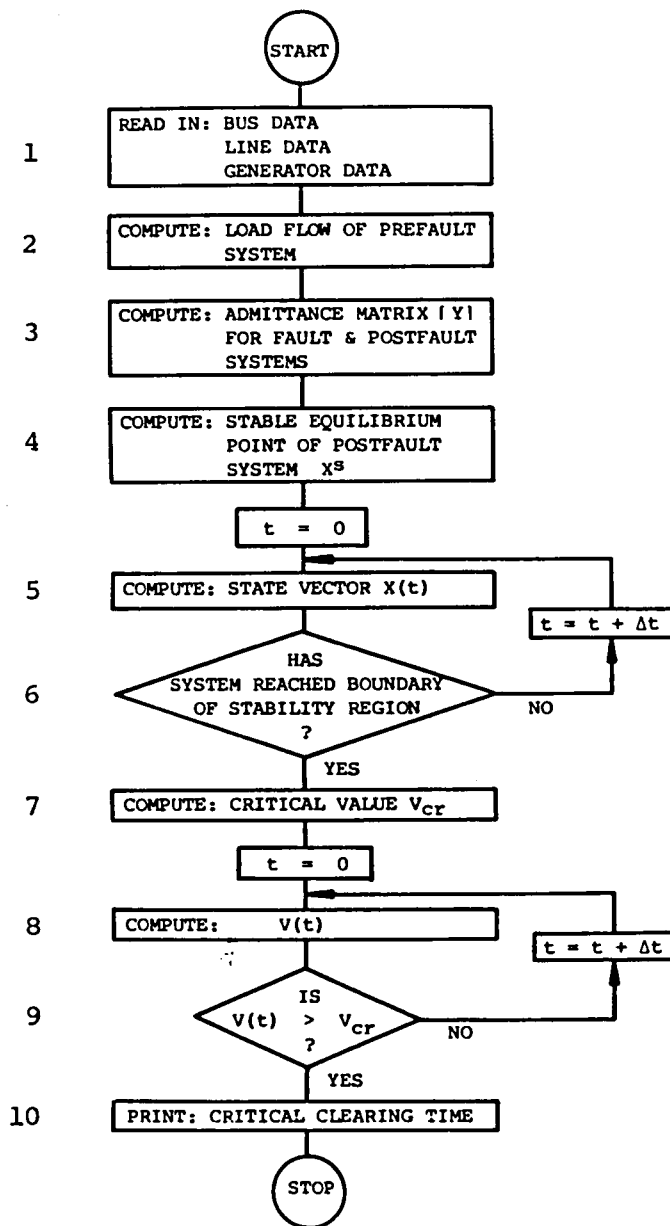 START
1
READ IN: BUS DATA
LINE DATA
GENERATOR DATA
2
COMPUTE: LOAD FLOW OF PREFAULT
SYSTEM
3
COMPUTE: ADMITTANCE MATRIX [Y]
FOR FAULT & POSTFAULT
SYSTEMS
4
COMPUTE: STABLE EQUILIBRIUM
POINT OF POSTFAULT
SYSTEM Xˢ
t = 0
5
COMPUTE: STATE VECTOR X(t)
t = t + Δt
6
HAS
SYSTEM REACHED BOUNDARY
OF STABILITY REGION
?
NO
YES
7
COMPUTE: CRITICAL VALUE Vcr
t = 0
8
COMPUTE: V(t)
t = t + Δt
9
IS
V(t) > Vcr
?
NO
YES
10
PRINT: CRITICAL CLEARING TIME
STOP